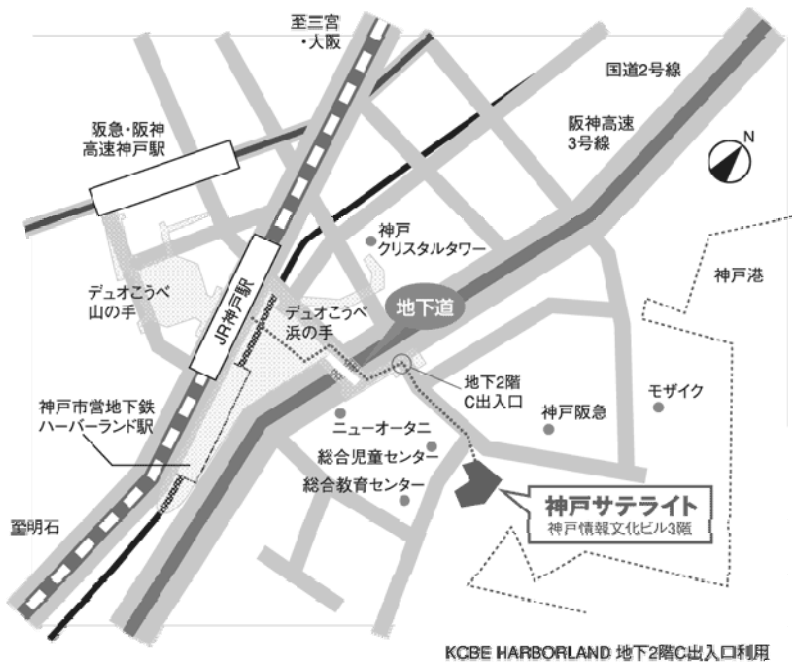 至三宮
・大阪
国道2号線
阪急・阪神
高速神戸駅
阪神高速
3号線
N
神戸
クリスタルタワー
神戸港
デュオこうべ
山の手
JR神戸駅
デュオこうべ
浜の手
地下道
地下2階
C出入口
モザイク
神戸市営地下鉄
ハーバーランド駅
ニューオータニ
神戸阪急
総合児童センター
総合教育センター
神戸サテライト
神戸情報文化ビル3階
至明石
KOBE HARBORLAND 地下2階C出入口利用